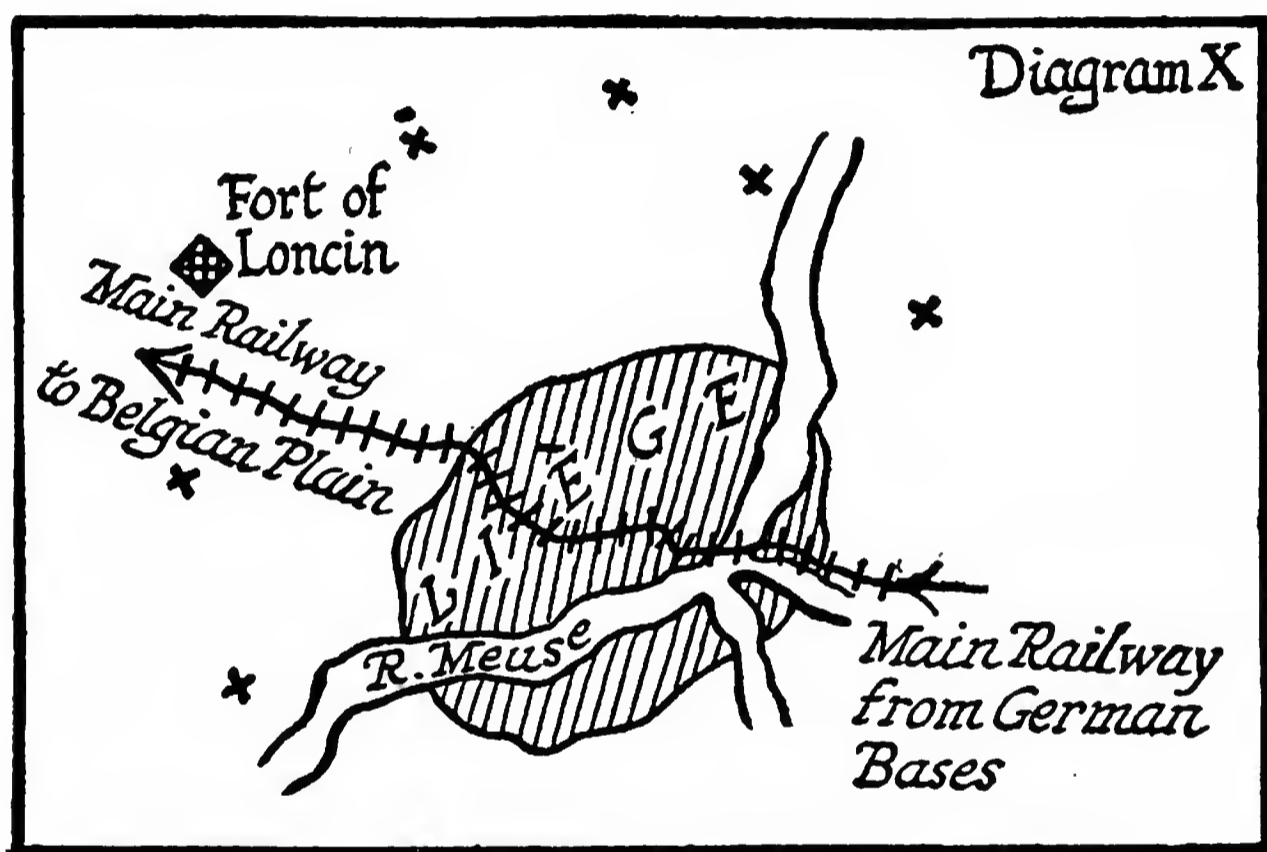 Diagram X
Fort of
Loncin
Main Railway
to Belgian Plain
LIEGE
R. Meuse
Main Railway
from German
Bases